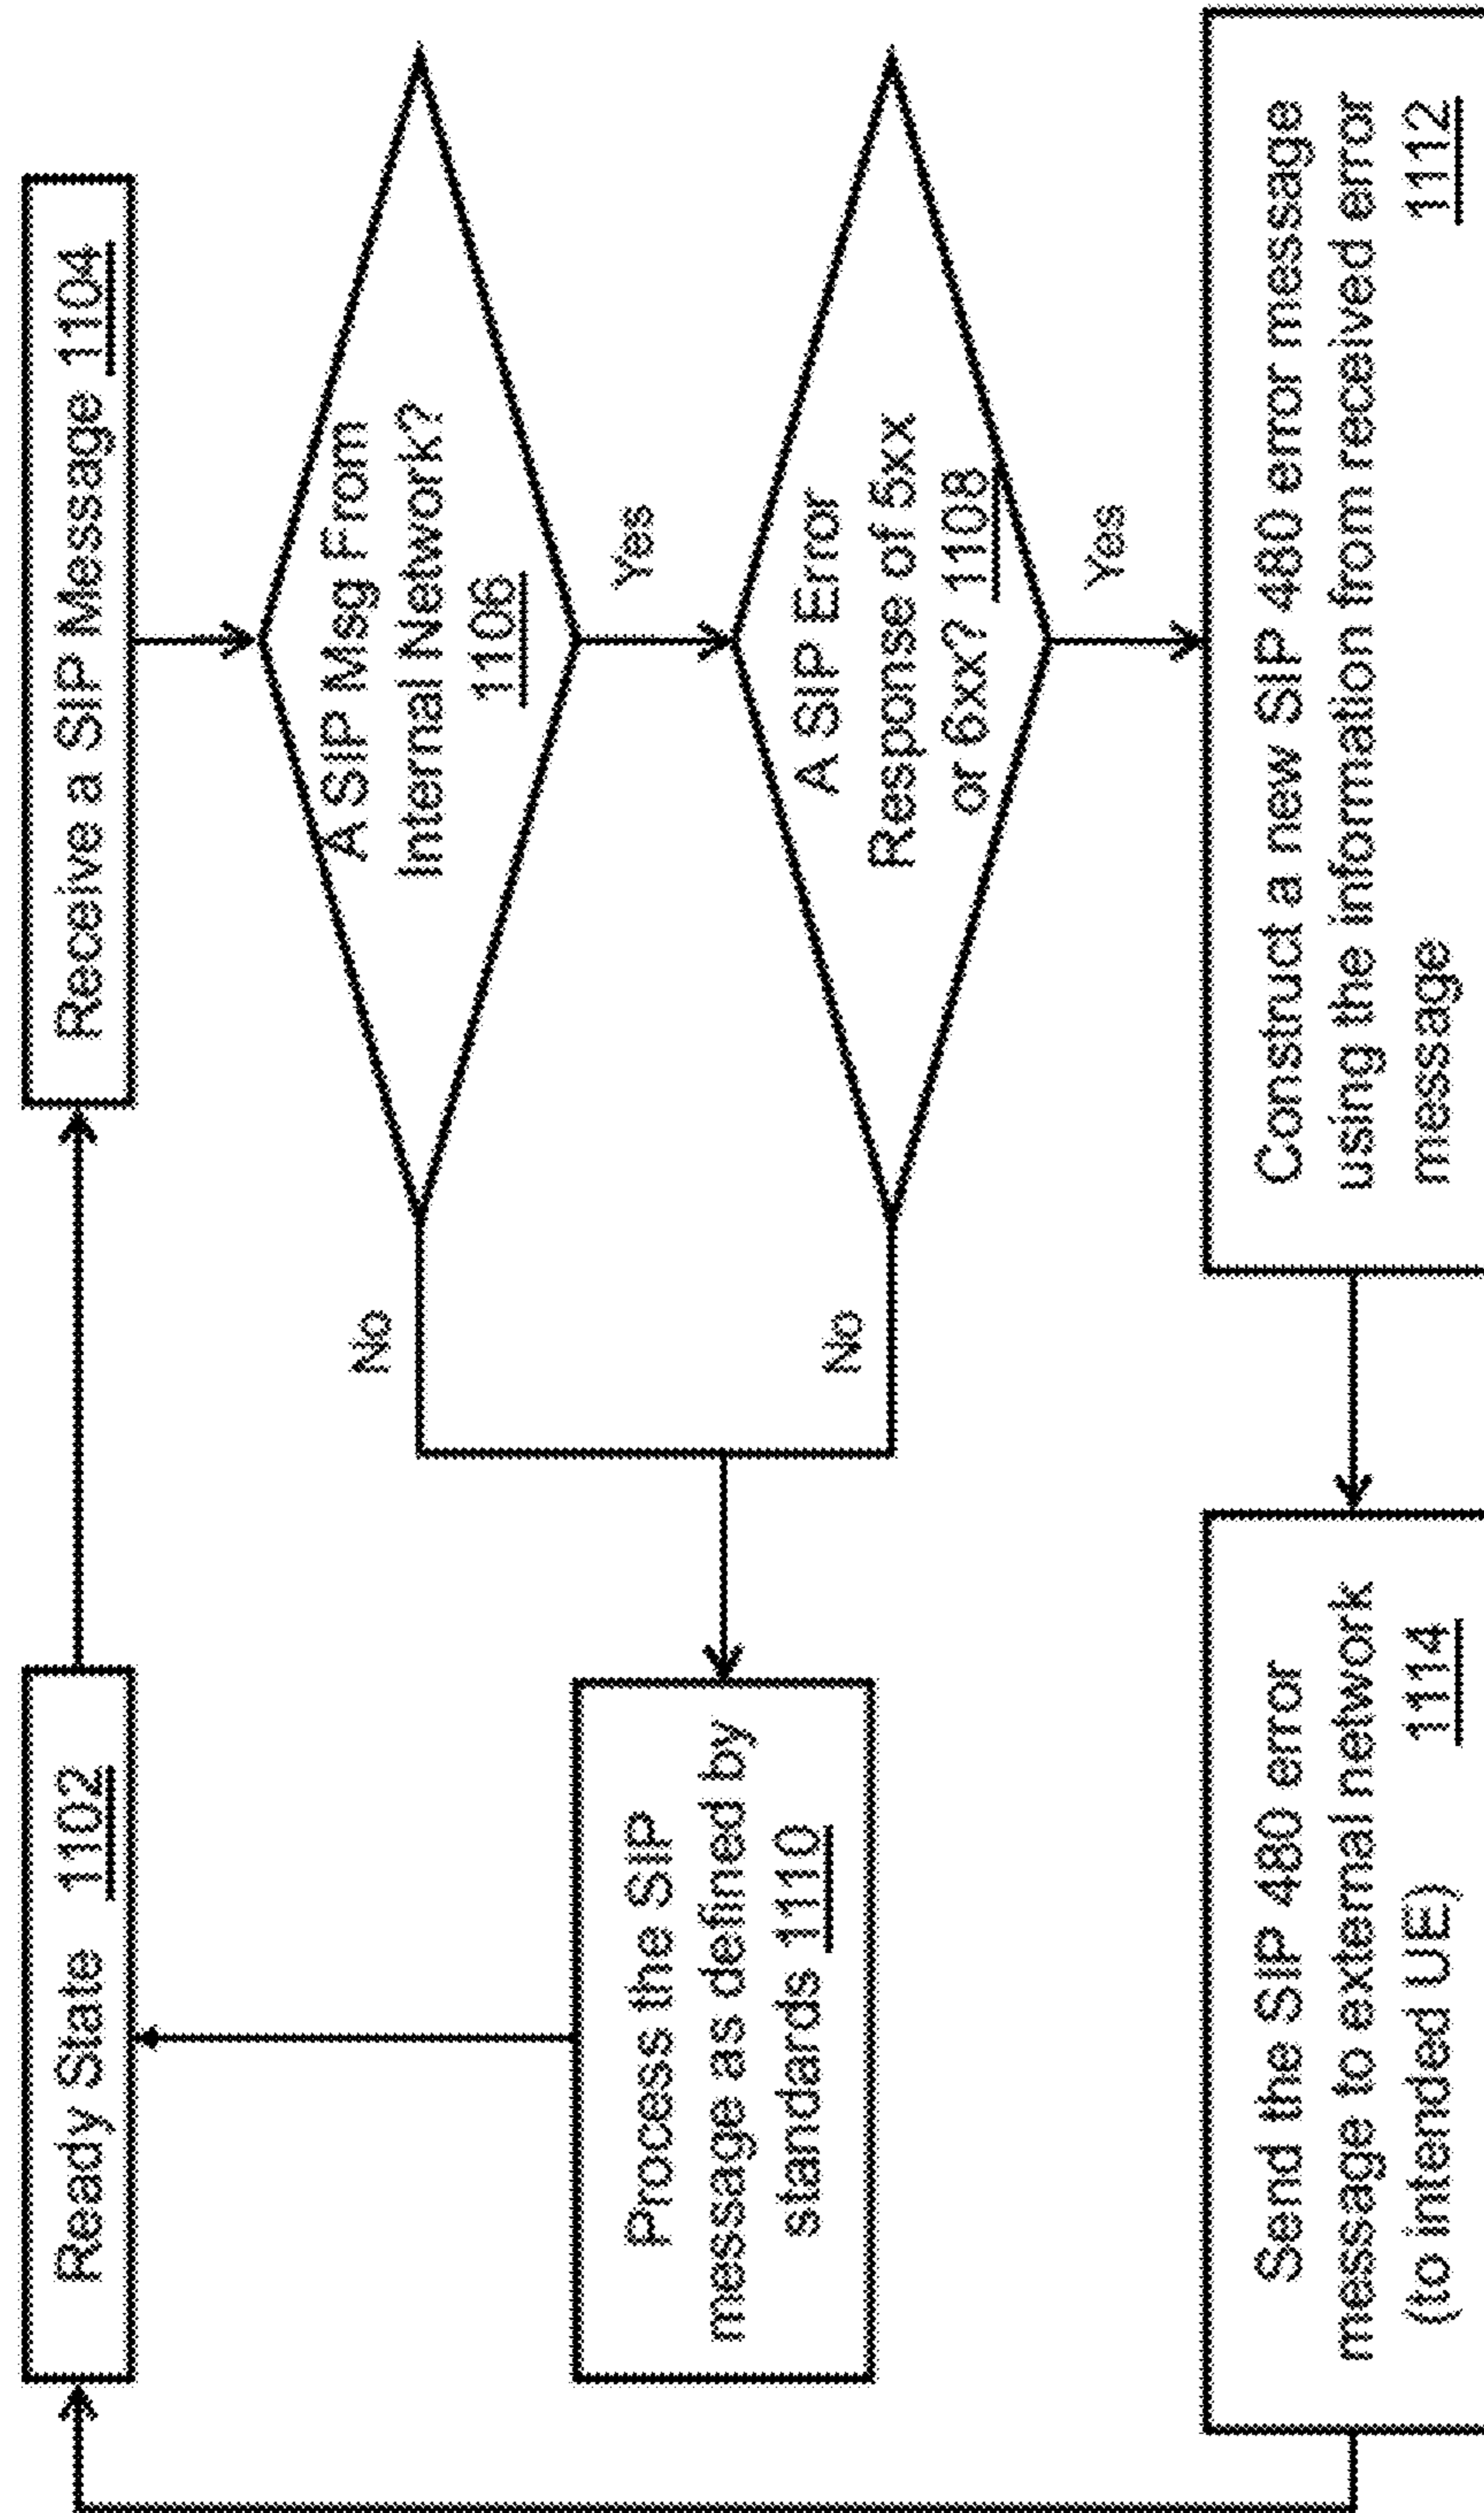 Ready State 1102
Receive a SIP Message 1104
A SIP Msg From
Internal Network?
1106
No
Yes
A SIP Error
Response of 5xx
or 6xx? 1108
No
Yes
Process the SIP
message as defined by
standards 1110
Construct a new SIP 480 error message
using the information from received error
message 1112
Send the SIP 480 error
message to external network
(to intended UE) 1114